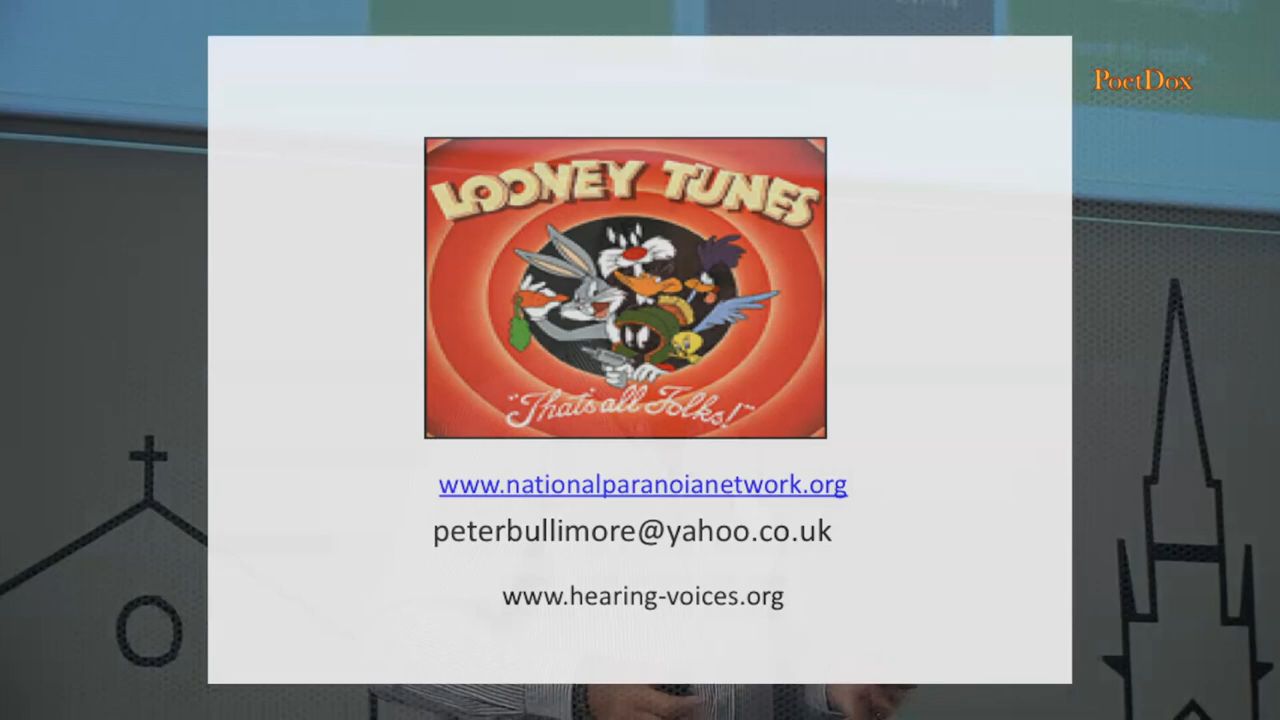 PoetDox
LOONEY TUNES
"That's all Folks!"
www.nationalparanoianetwork.org
peterbullimore@yahoo.co.uk
www.hearing-voices.org